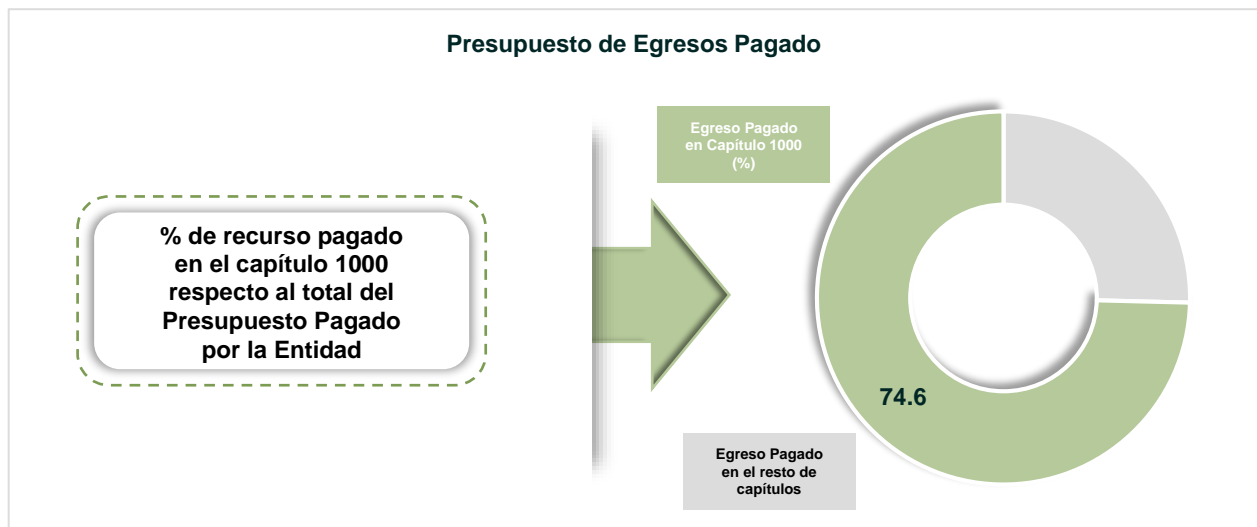 Presupuesto de Egresos Pagado
Egreso Pagado
en Capítulo 1000
(%)
% de recurso pagado
en el capítulo 1000
respecto al total del
Presupuesto Pagado
por la Entidad
74.6
Egreso Pagado
en el resto de
capítulos